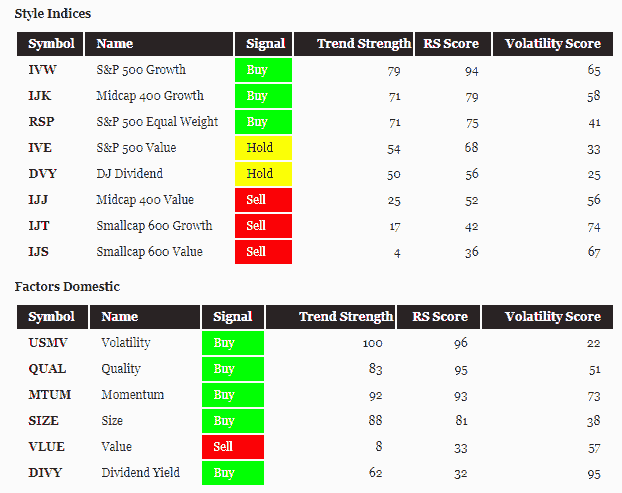 Style Indices
Symbol Name Signal Trend Strength RS Score Volatility Score
IVW S&P 500 Growth Buy 79 94 65
IJK Midcap 400 Growth Buy 71 79 58
RSP S&P 500 Equal Weight Buy 71 75 41
IVE S&P 500 Value Hold 54 68 33
DVY DJ Dividend Hold 50 56 25
IJJ Midcap 400 Value Sell 25 52 56
IJT Smallcap 600 Growth Sell 17 42 74
IJS Smallcap 600 Value Sell 4 36 67
Factors Domestic
Symbol Name Signal Trend Strength RS Score Volatility Score
USMV Volatility Buy 100 96 22
QUAL Quality Buy 83 95 51
MTUM Momentum Buy 92 93 73
SIZE Size Buy 88 81 38
VLUE Value Sell 8 33 57
DIVY Dividend Yield Buy 62 32 95